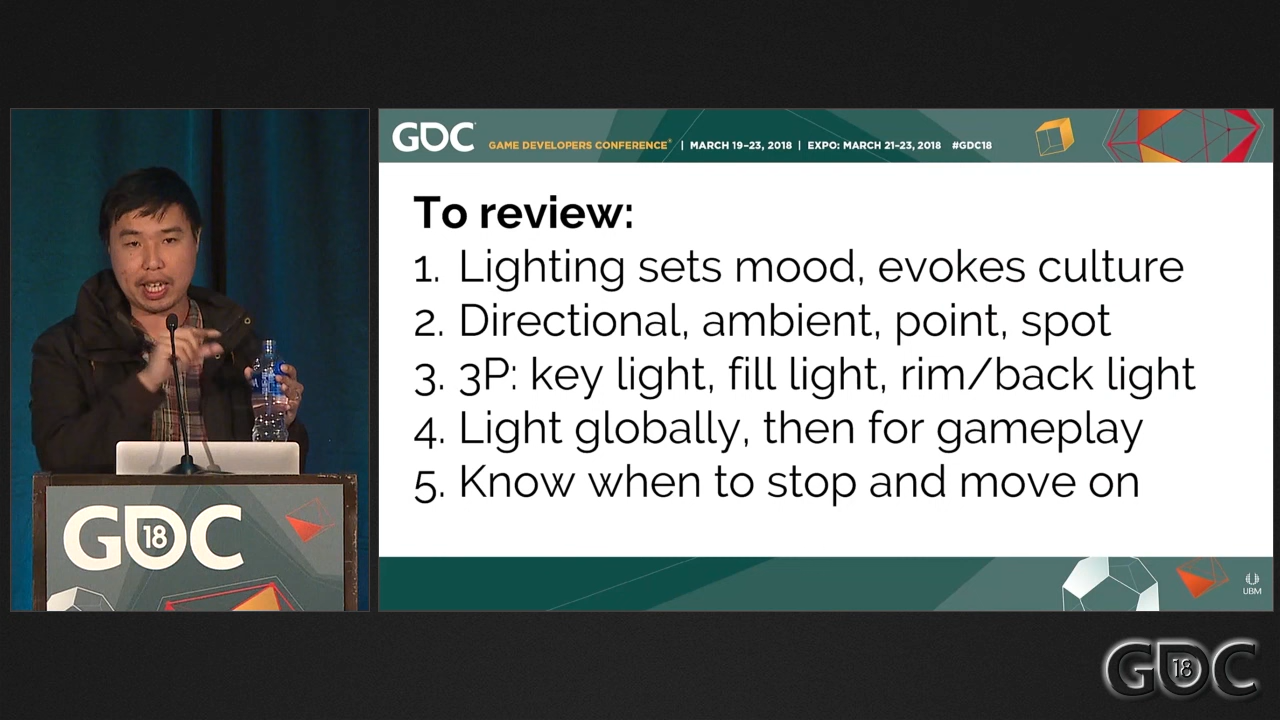 GDC
GAME DEVELOPERS CONFERENCE® | MARCH 19–23, 2018 | EXPO: MARCH 21–23, 2018 #GDC18
To review:
1. Lighting sets mood, evokes culture
2. Directional, ambient, point, spot
3. 3P: key light, fill light, rim/back light
4. Light globally, then for gameplay
5. Know when to stop and move on
GDC
18
UBM
GDC
18